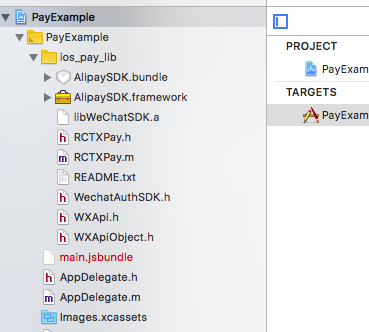 PayExample
PayExample
ios_pay_lib
AlipaySDK.bundle
AlipaySDK.framework
libWeChatSDK.a
h RCTXPay.h
m RCTXPay.m
README.txt
h WechatAuthSDK.h
h WXApi.h
h WXApiObject.h
main.jsbundle
h AppDelegate.h
m AppDelegate.m
Images.xcassets
PROJECT
PayExam
TARGETS
PayExam